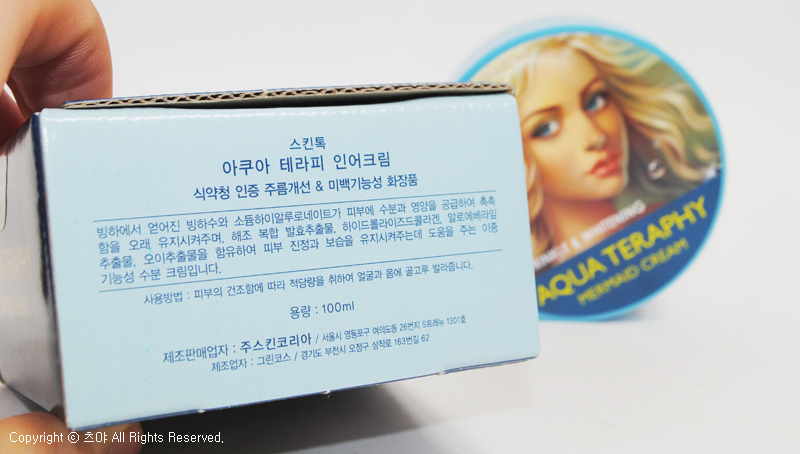 스킨톡
아쿠아 테라피 인어크림
식약청 인증 주름개선 & 미백기능성 화장품
빙하에서 얻어진 빙하수와 소듐하이알루로네이트가 피부에 수분과 영양을 공급하여 촉촉
함을 오래 유지시켜주며, 해조 복합 발효추출물, 하이드롤라이즈드콜라겐, 알로에베라잎
추출물, 오이추출물을 함유하여 피부 진정과 보습을 유지시켜주는데 도움을 주는 이중
기능성 수분 크림입니다.
사용방법 : 피부의 건조함에 따라 적당량을 취하여 얼굴과 몸에 골고루 발라줍니다.
용량 : 100ml
제조판매업자 : 주스킨코리아 / 서울시 영등포구 여의도동 26번지 S트레뉴 1301호
제조업자 : 그린코스 / 경기도 부천시 오정구 삼작로 163번길 62
& WHITENING
AQUA TERAPHY
MERMAID CREAM
Copyright ⓒ 츠야 All Rights Reserved.